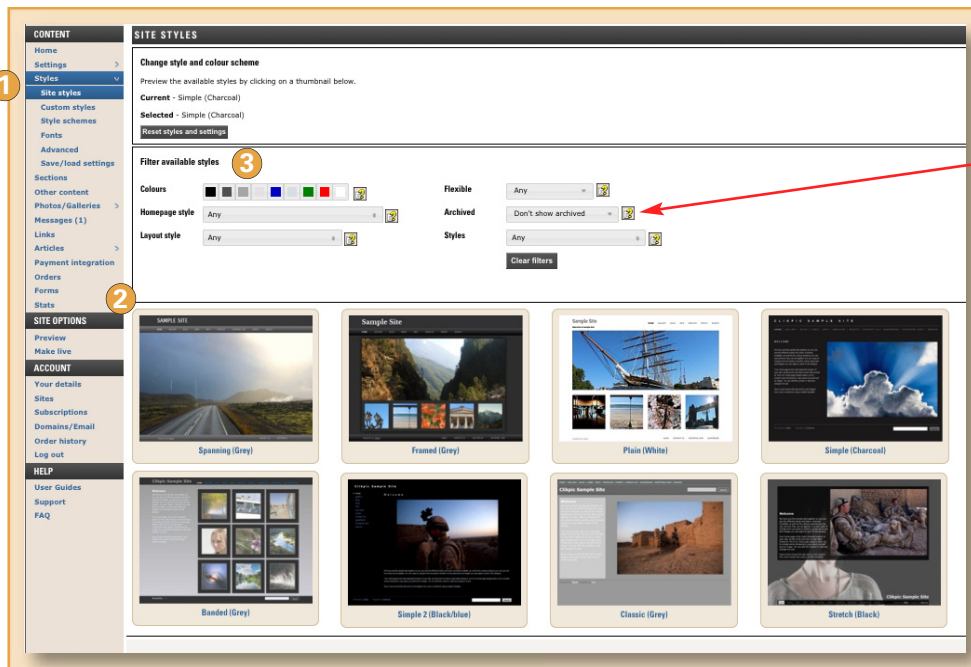 CONTENT
Home
Settings >
1
Styles
Site styles
Custom styles
Style schemes
Fonts
Advanced
Save/load settings
Sections
Other content
Photos/Galleries >
Messages (1)
Links
Articles >
Payment integration
Orders
Forms
Stats
SITE OPTIONS
Preview
Make live
ACCOUNT
Your details
Sites
Subscriptions
Domains/Email
Order history
Log out
HELP
User Guides
Support
FAQ
SITE STYLES
Change style and colour scheme
Preview the available styles by clicking on a thumbnail below.
Current - Simple (Charcoal)
Selected - Simple (Charcoal)
Reset styles and settings
Filter available styles
3
Colours
?
Flexible
Any
?
Homepage style
Any
?
Archived
Don't show archived
?
Layout style
Any
?
Styles
Any
?
Clear filters
2
SAMPLE SITE
Spanning (Grey)
Sample Site
Framed (Grey)
Sample Site
Plain (White)
CLIKPIC SAMPLE SITE
Simple (Charcoal)
Clikpic Sample Site
Banded (Grey)
Clikpic Sample Site
Welcome
Simple 2 (Black/blue)
Clikpic Sample Site
Classic (Grey)
Welcome
Clikpic Sample Site
Stretch (Black)